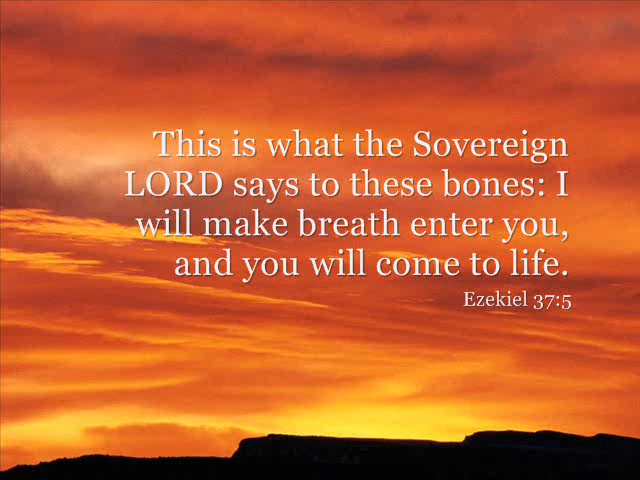 This is what the Sovereign
LORD says to these bones: I
will make breath enter you,
and you will come to life.
Ezekiel 37:5